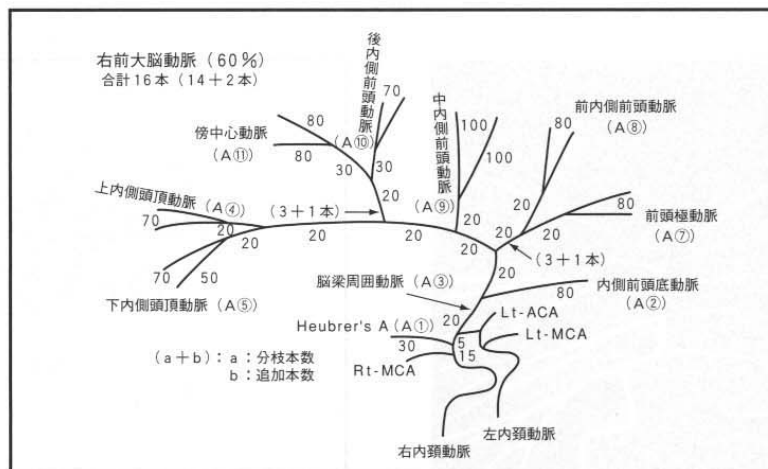 右前大脳動脈(60%)
合計16本(14+2本)
後内側前頭動脈
(A⑩)
70
中内側前頭動脈
(A⑨)
100
100
前内側前頭動脈
(A⑧)
80
傍中心動脈
(A⑪)
80
80
30
30
20
上内側頭頂動脈(A④)
70
(3+1本)
20
20
20
20
20
20
20
20
前頭極動脈
(A⑦)
80
(3+1本)
70
50
下内側頭頂動脈(A⑤)
脳梁周囲動脈(A③)
20
内側前頭底動脈
(A②)
80
20
Heubrer's A(A①)
30
5
15
Lt-ACA
Lt-MCA
Rt-MCA
(a+b):a:分枝本数
b:追加本数
右内頚動脈
左内頚動脈